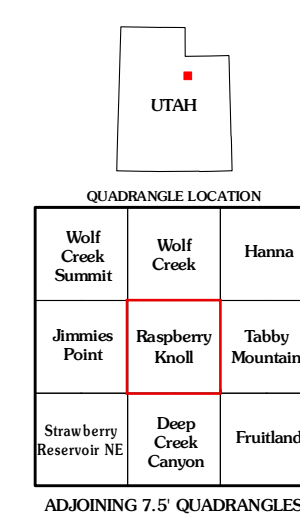 UTAH
QUADRANGLE LOCATION
Wolf
Creek
Summit
Wolf
Creek
Hanna
Jimmies
Point
Raspberry
Knoll
Tabby
Mountain
Strawberry
Reservoir NE
Deep
Creek
Canyon
Fruitland
ADJOINING 7.5' QUADRANGLES